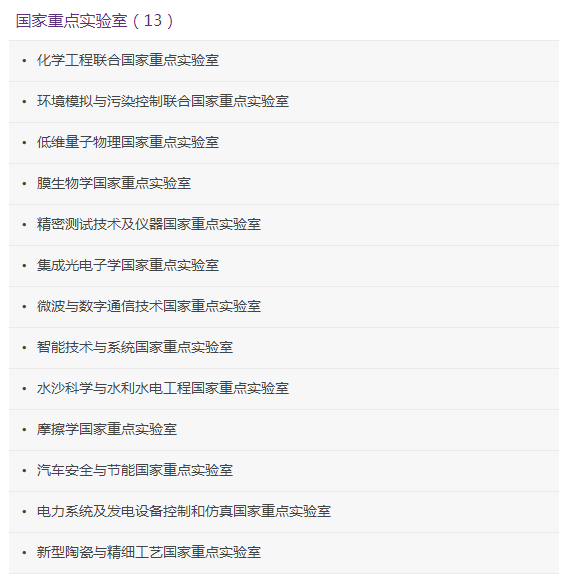 国家重点实验室（13）
• 化学工程联合国家重点实验室
• 环境模拟与污染控制联合国家重点实验室
• 低维量子物理国家重点实验室
• 膜生物学国家重点实验室
• 精密测试技术及仪器国家重点实验室
• 集成光电子学国家重点实验室
• 微波与数字通信技术国家重点实验室
• 智能技术与系统国家重点实验室
• 水沙科学与水利水电工程国家重点实验室
• 摩擦学国家重点实验室
• 汽车安全与节能国家重点实验室
• 电力系统及发电设备控制和仿真国家重点实验室
• 新型陶瓷与精细工艺国家重点实验室